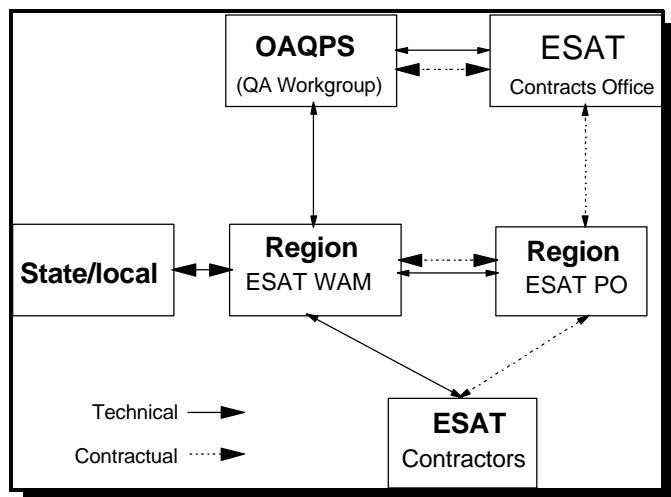 OAQPS
(QA Workgroup)
ESAT
Contracts Office
State/local
Region
ESAT WAM
Region
ESAT PO
ESAT
Contractors
Technical
Contractual